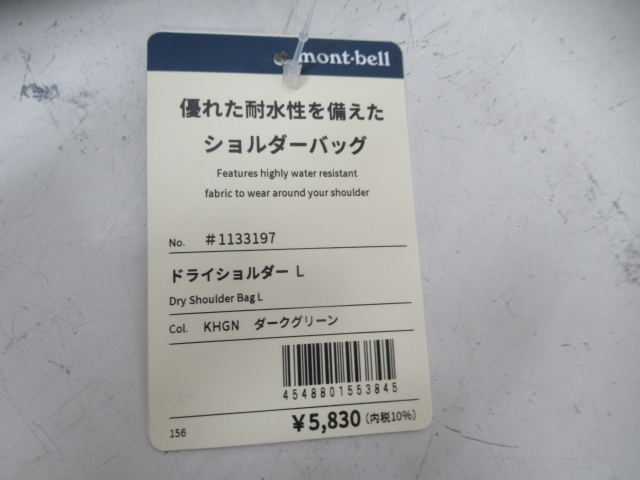 mont-bell
優れた耐水性を備えた
ショルダーバッグ
Features highly water resistant
fabric to wear around your shoulder
No. #1133197
ドライショルダー L
Dry Shoulder Bag L
Col. KHGN ダークグリーン
4548801553845
¥5,830 (内税10%)
156